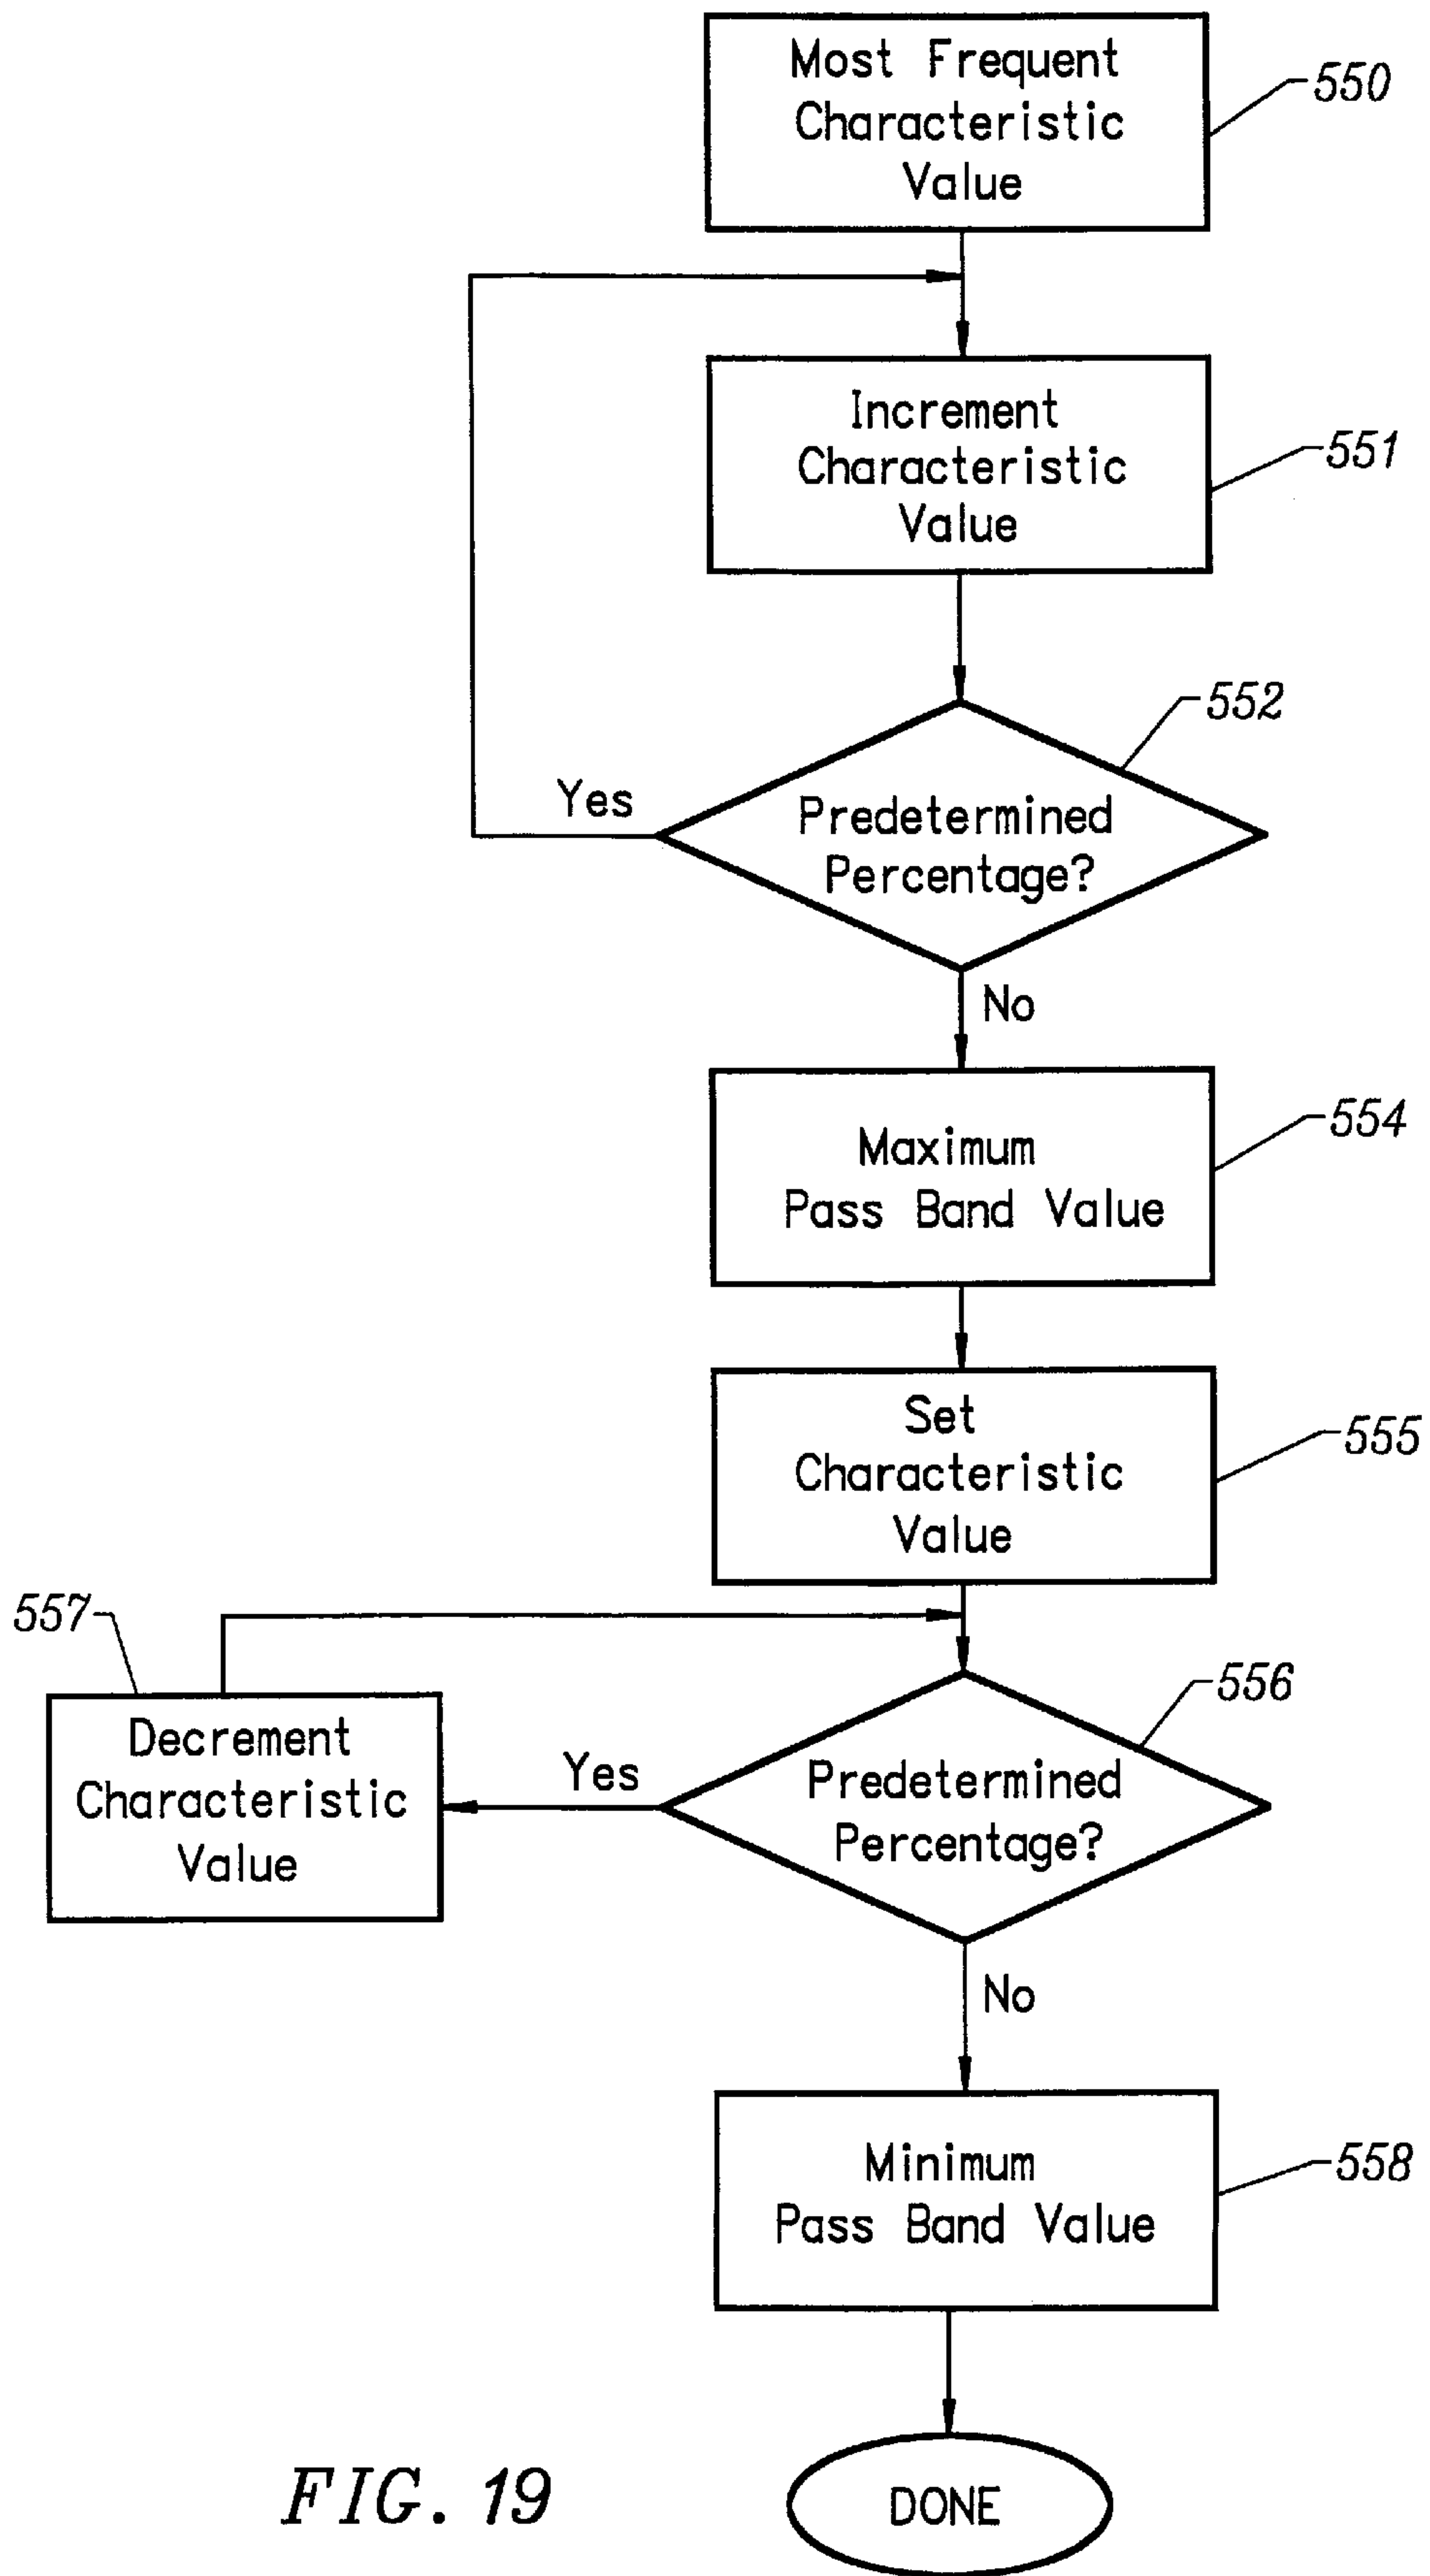 Most Frequent
Characteristic
Value
550
Increment
Characteristic
Value
551
552
Yes
Predetermined
Percentage?
No
Maximum
Pass Band Value
554
Set
Characteristic
Value
555
557
Decrement
Characteristic
Value
Yes
556
Predetermined
Percentage?
No
Minimum
Pass Band Value
558
DONE
FIG. 19